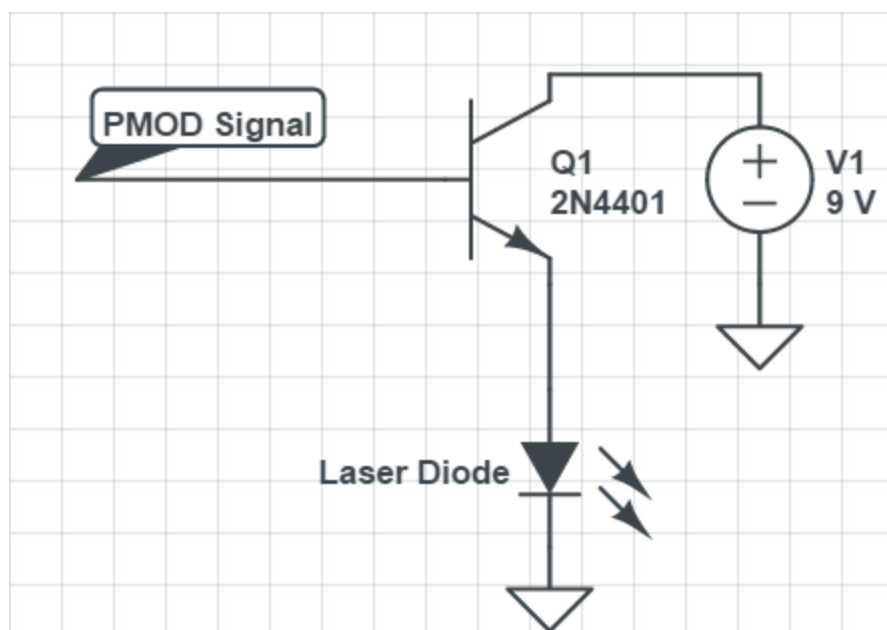 PMOD Signal
Q1
2N4401
V1
9 V
Laser Diode